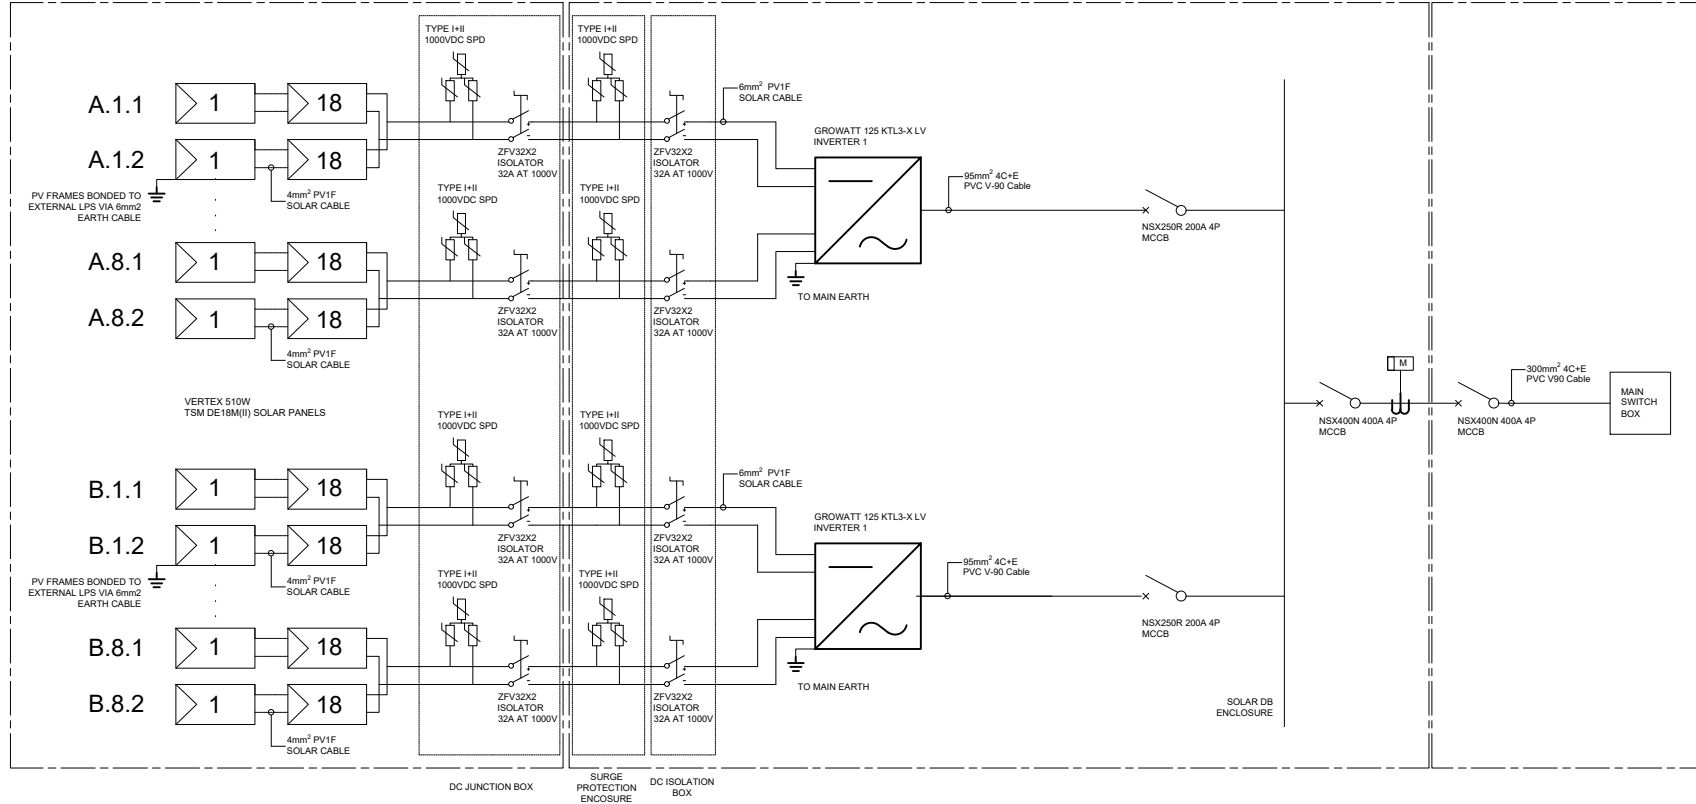 TYPE I+II
1000VDC SPD
TYPE I+II
1000VDC SPD
A.1.1
1
18
6mm² PV1F
SOLAR CABLE
A.1.2
1
18
GROWATT 125 KTL3-X LV
INVERTER 1
ZFV32X2
ISOLATOR
32A AT 1000V
ZFV32X2
ISOLATOR
32A AT 1000V
PV FRAMES BONDED TO
EXTERNAL LPS VIA 6mm2
EARTH CABLE
4mm² PV1F
SOLAR CABLE
TYPE I+II
1000VDC SPD
TYPE I+II
1000VDC SPD
95mm² 4C+E
PVC V-90 Cable
NSX250R 200A 4P
MCCB
A.8.1
1
18
A.8.2
1
18
TO MAIN EARTH
ZFV32X2
ISOLATOR
32A AT 1000V
ZFV32X2
ISOLATOR
32A AT 1000V
4mm² PV1F
SOLAR CABLE
VERTEX 510W
TSM DE18M(II) SOLAR PANELS
M
300mm² 4C+E
PVC V90 Cable
MAIN
SWITCH
BOX
NSX400N 400A 4P
MCCB
NSX400N 400A 4P
MCCB
TYPE I+II
1000VDC SPD
TYPE I+II
1000VDC SPD
B.1.1
1
18
6mm² PV1F
SOLAR CABLE
B.1.2
1
18
GROWATT 125 KTL3-X LV
INVERTER 1
ZFV32X2
ISOLATOR
32A AT 1000V
ZFV32X2
ISOLATOR
32A AT 1000V
PV FRAMES BONDED TO
EXTERNAL LPS VIA 6mm2
EARTH CABLE
4mm² PV1F
SOLAR CABLE
TYPE I+II
1000VDC SPD
TYPE I+II
1000VDC SPD
95mm² 4C+E
PVC V-90 Cable
NSX250R 200A 4P
MCCB
B.8.1
1
18
B.8.2
1
18
TO MAIN EARTH
ZFV32X2
ISOLATOR
32A AT 1000V
ZFV32X2
ISOLATOR
32A AT 1000V
4mm² PV1F
SOLAR CABLE
SOLAR DB
ENCLOSURE
DC JUNCTION BOX
SURGE
PROTECTION
ENCOSURE
DC ISOLATION
BOX